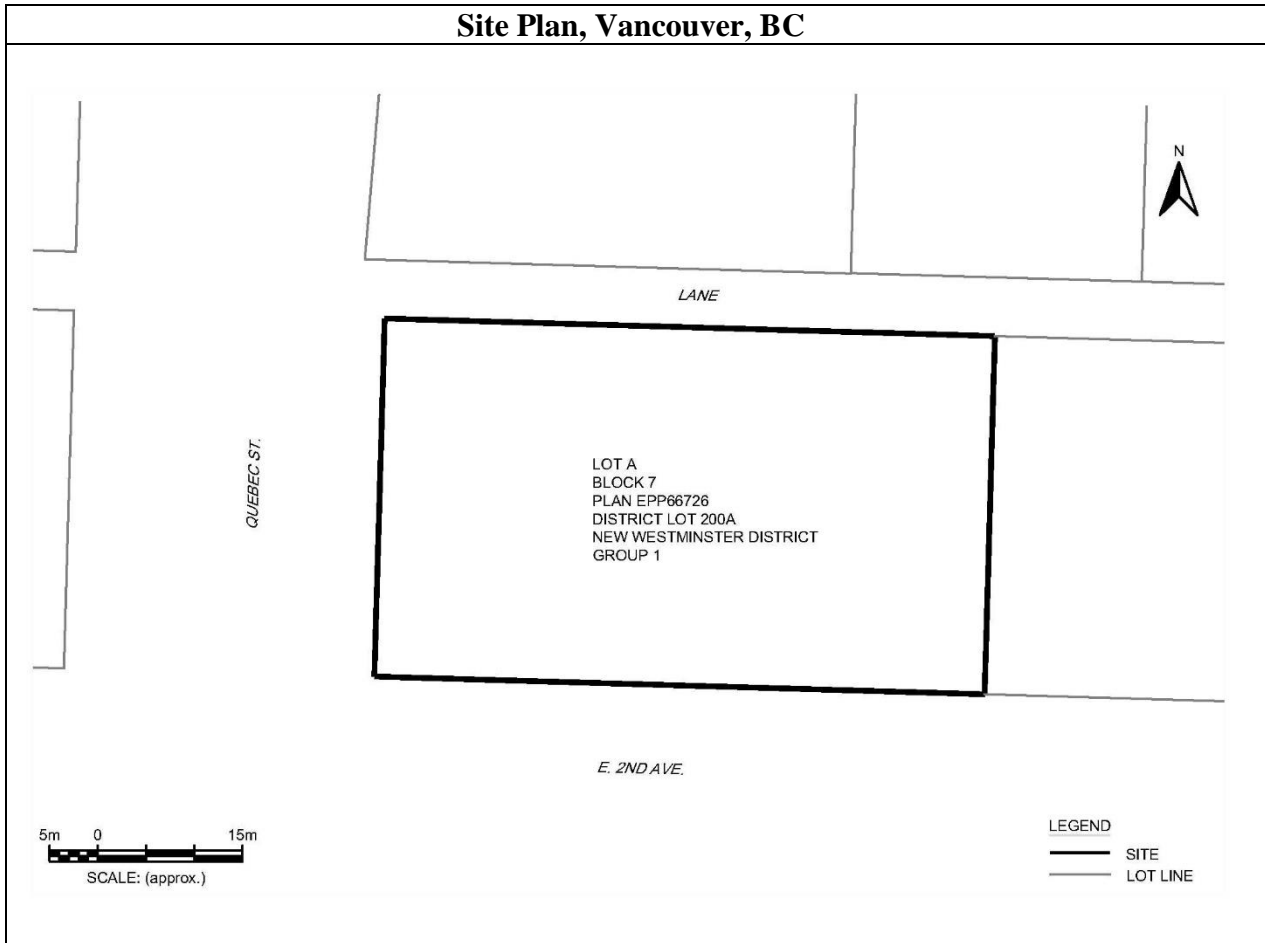 Site Plan, Vancouver, BC
N
LANE
QUEBEC ST.
LOT A
BLOCK 7
PLAN EPP66726
DISTRICT LOT 200A
NEW WESTMINSTER DISTRICT
GROUP 1
E. 2ND AVE.
5m 0 15m
SCALE: (approx.)
LEGEND
SITE
LOT LINE